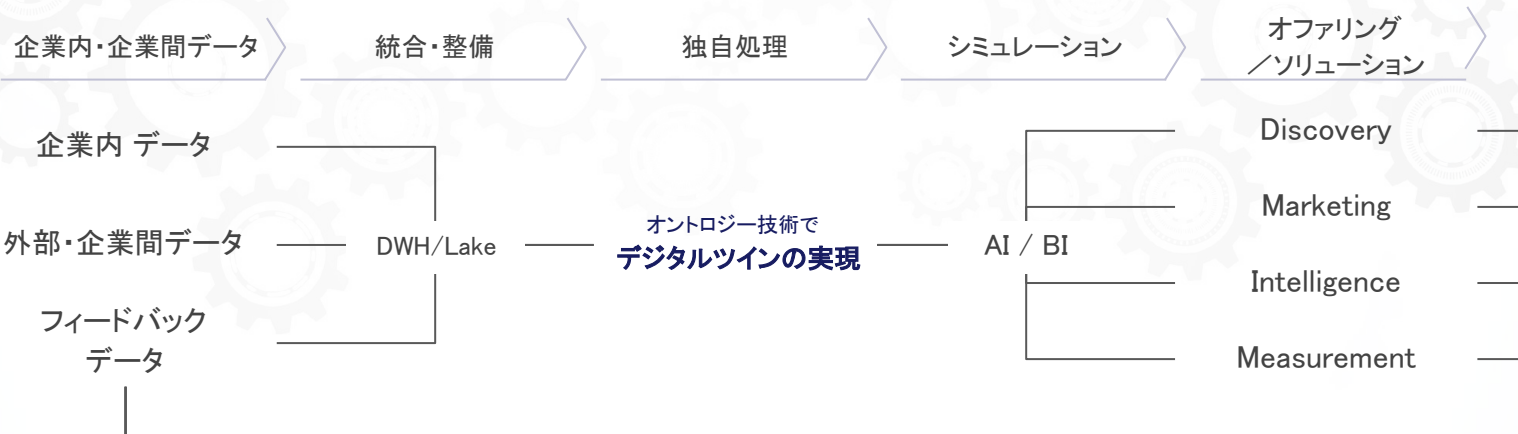 企業内・企業間データ
統合・整備
独自処理
シミュレーション
オファリング
／ソリューション
企業内 データ
外部・企業間データ
フィードバック
データ
DWH/Lake
オントロジー技術で
デジタルツインの実現
AI / BI
Discovery
Marketing
Intelligence
Measurement